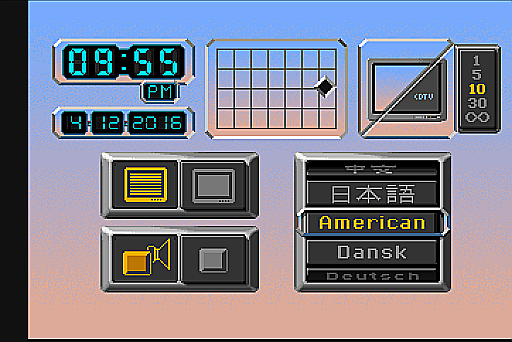 09:55
PM
4-12-2016
CDTV
1
5
10
30
∞
中文
日本語
American
Dansk
Deutsch